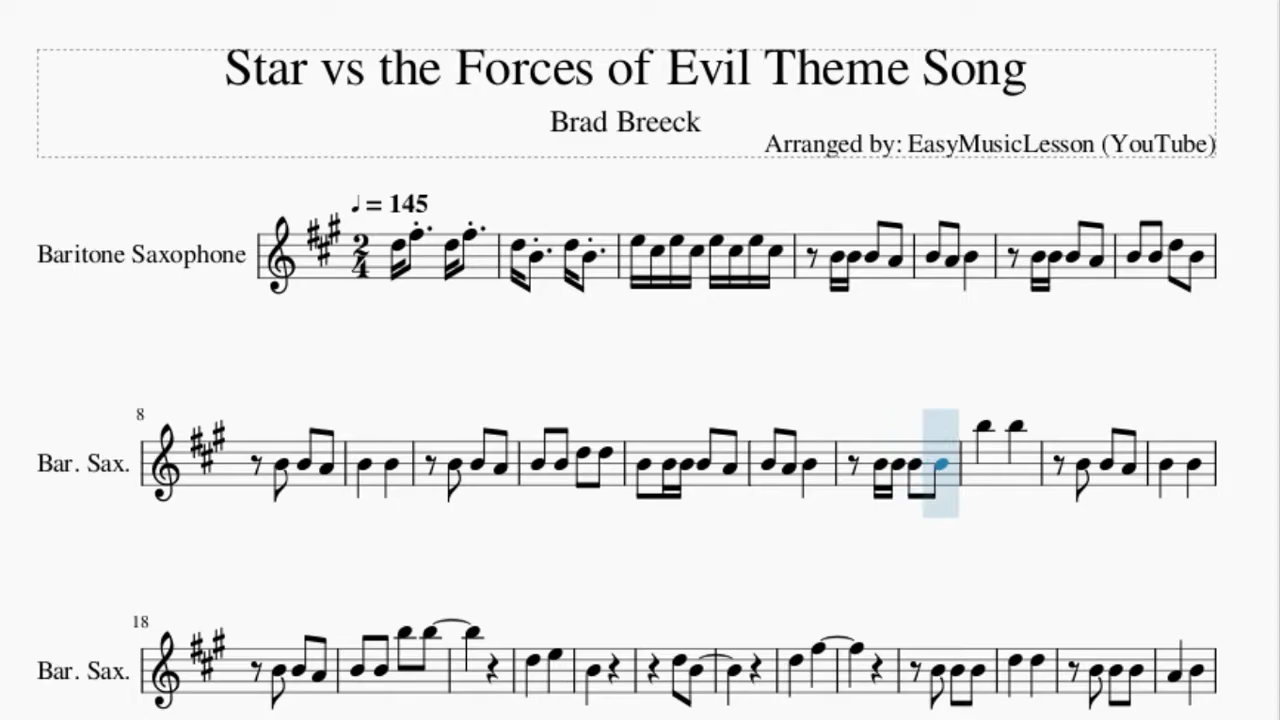 Star vs the Forces of Evil Theme Song
Brad Breeck
Arranged by: EasyMusicLesson (YouTube)
♩ = 145
Baritone Saxophone
2
4
8
Bar. Sax.
18
Bar. Sax.